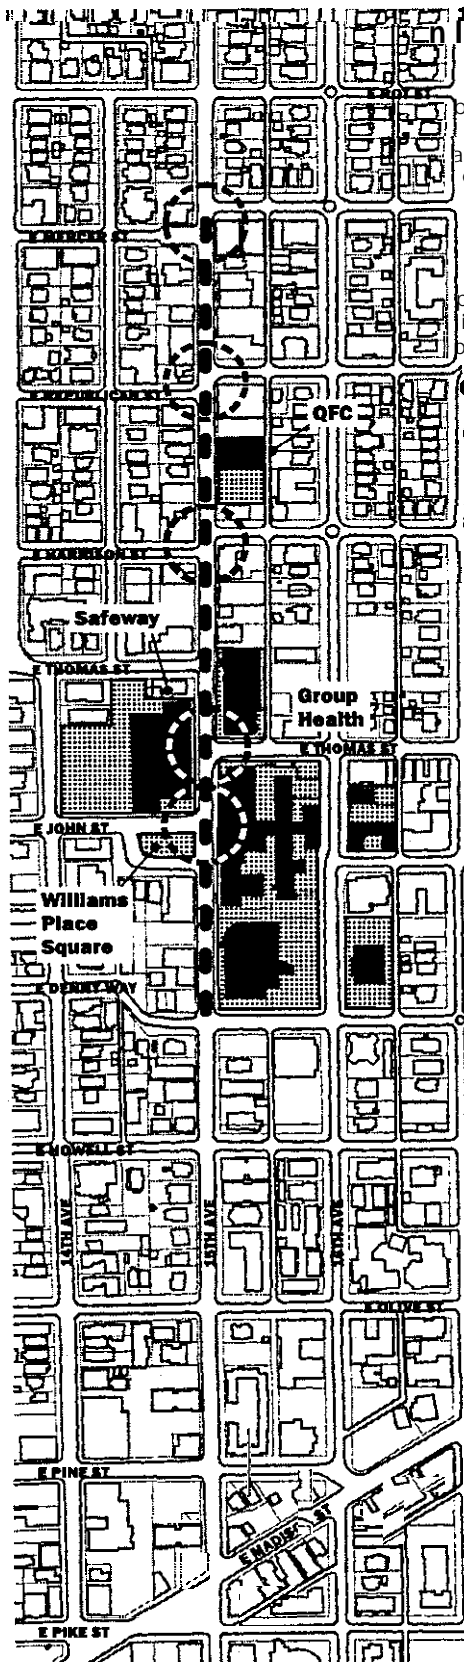 E ROY ST
E MERCER ST
E REPUBLICAN ST
QFC
E HARRISON ST
Safeway
E THOMAS ST
Group
Health
E THOMAS ST
E JOHN ST
Williams
Place
Square
E DENNY WAY
E HOWELL ST
14TH AVE
15TH AVE
16TH AVE
E OLIVE ST
E PINE ST
E MADISON ST
E PIKE ST